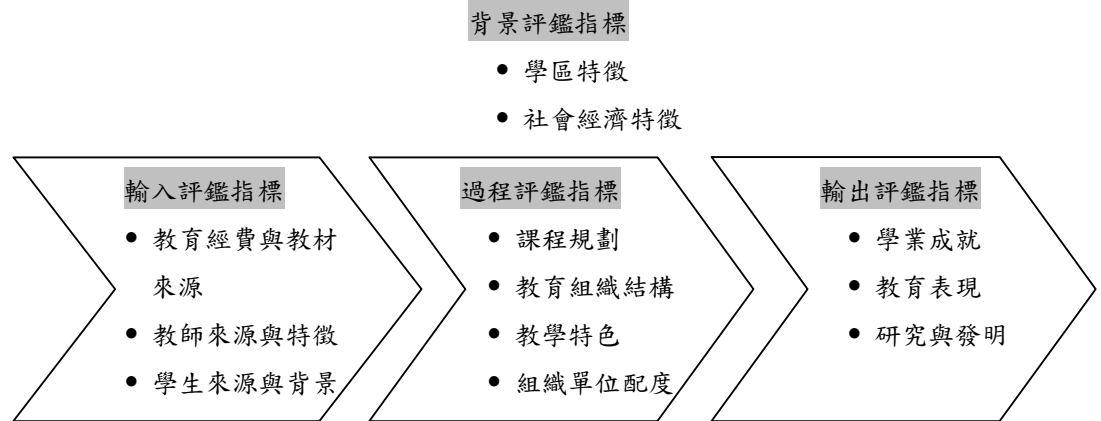 背景評鑑指標
● 學區特徵
● 社會經濟特徵
輸入評鑑指標
● 教育經費與教材
來源
● 教師來源與特徵
● 學生來源與背景
過程評鑑指標
● 課程規劃
● 教育組織結構
● 教學特色
● 組織單位配度
輸出評鑑指標
● 學業成就
● 教育表現
● 研究與發明